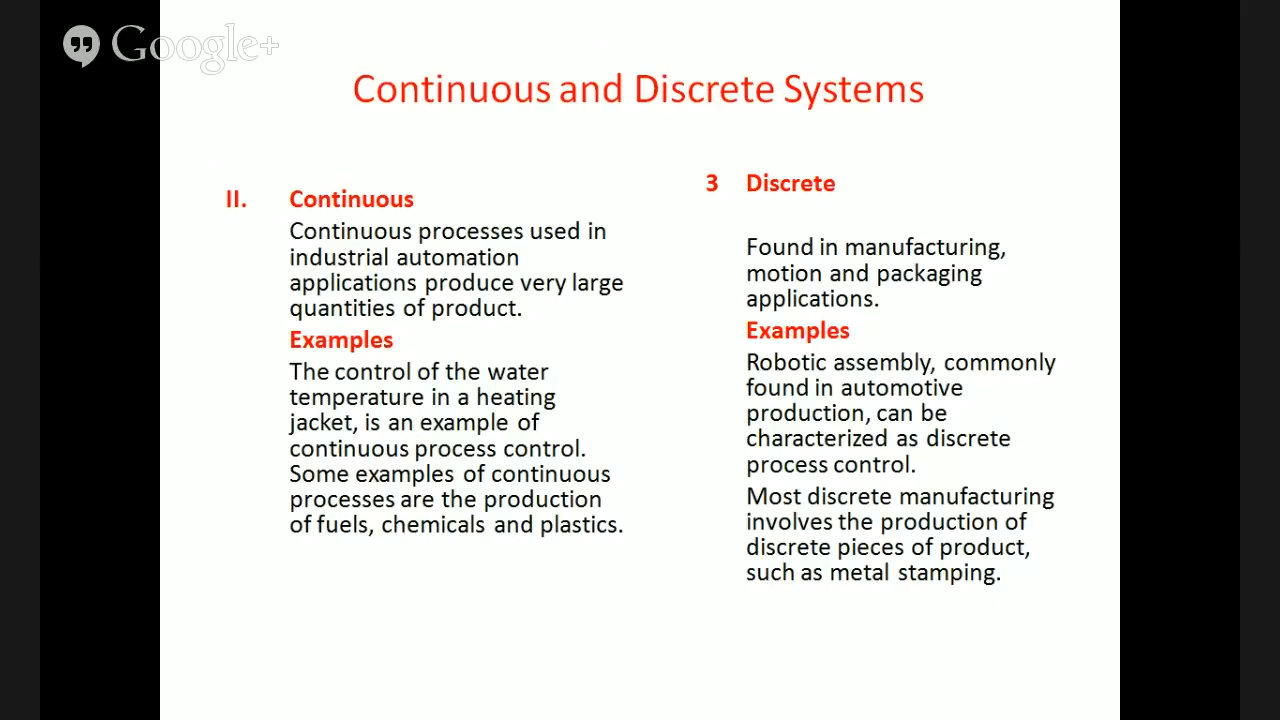 Google+
Continuous and Discrete Systems
II. Continuous
Continuous processes used in
industrial automation
applications produce very large
quantities of product.
Examples
The control of the water
temperature in a heating
jacket, is an example of
continuous process control.
Some examples of continuous
processes are the production
of fuels, chemicals and plastics.
3 Discrete
Found in manufacturing,
motion and packaging
applications.
Examples
Robotic assembly, commonly
found in automotive
production, can be
characterized as discrete
process control.
Most discrete manufacturing
involves the production of
discrete pieces of product,
such as metal stamping.